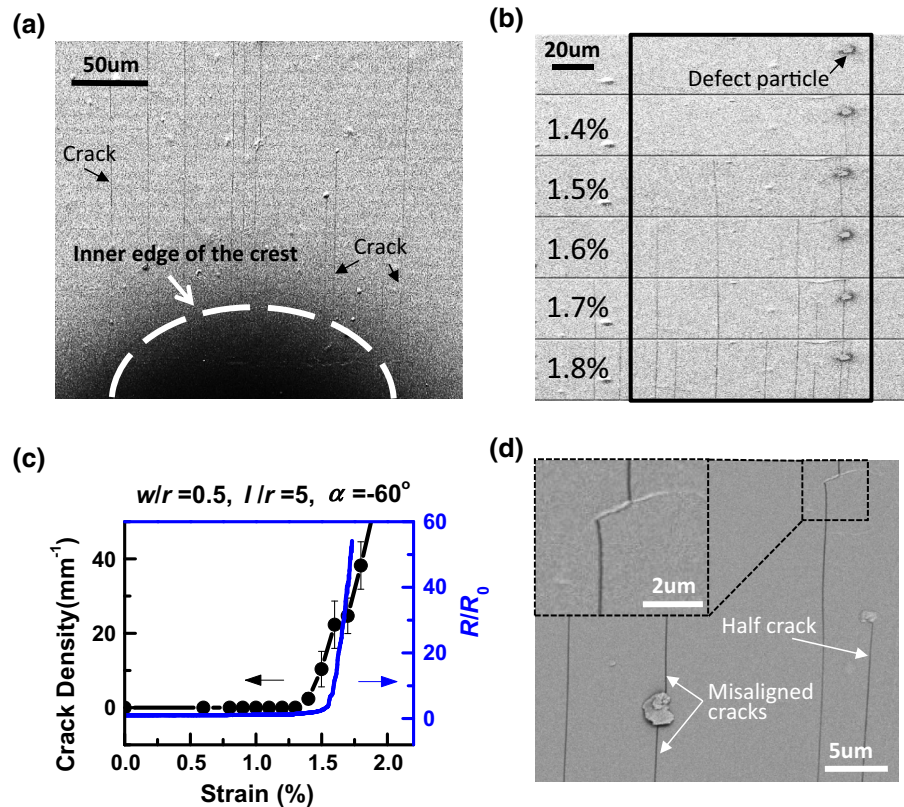 (a)
50um
Crack
Inner edge of the crest
Crack
(b)
20um
Defect particle
1.4%
1.5%
1.6%
1.7%
1.8%
(c)
w/r =0.5, l /r =5, α =-60°
Crack Density(mm⁻¹)
40
20
0
60
40
20
0
R/R₀
0.0 0.5 1.0 1.5 2.0
Strain (%)
(d)
2um
Half crack
Misaligned
cracks
5um